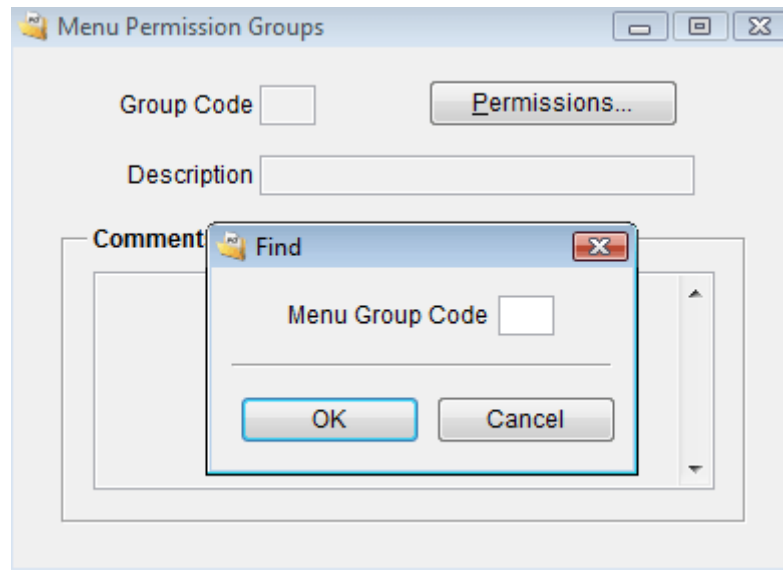 Menu Permission Groups
Group Code
Permissions...
Description
Comment
Find
Menu Group Code
OK
Cancel